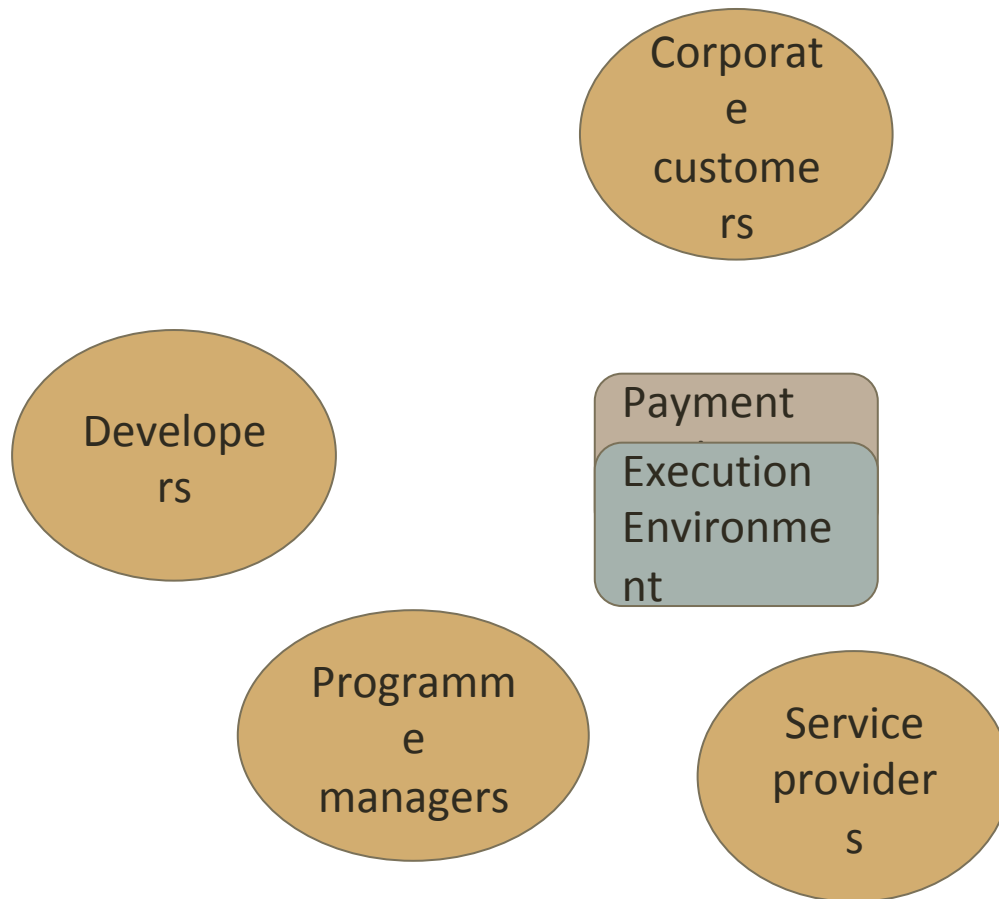 Corporat
e
custome
rs
Develope
rs
Payment
Execution
Environme
nt
Programm
e
managers
Service
provider
s